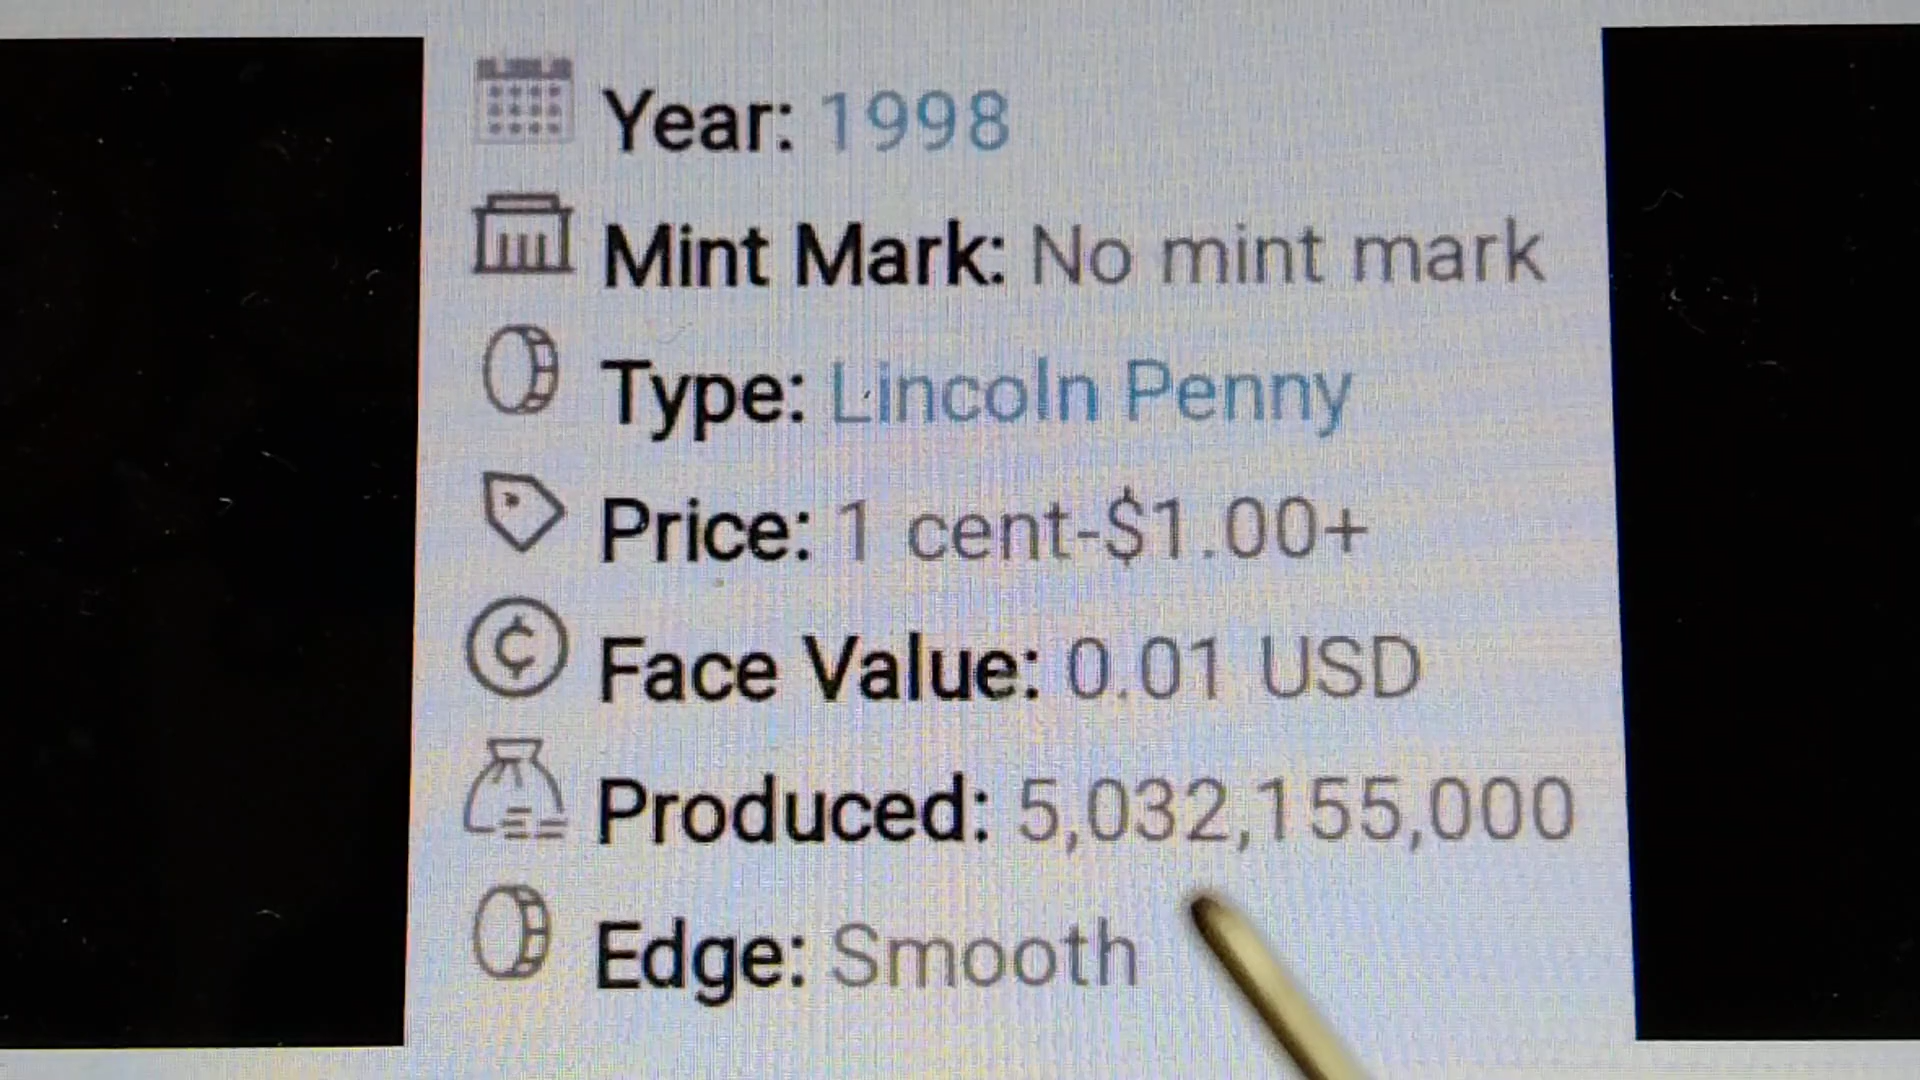 Year: 1998
Mint Mark: No mint mark
Type: Lincoln Penny
Price: 1 cent-$1.00+
Face Value: 0.01 USD
Produced: 5,032,155,000
Edge: Smooth